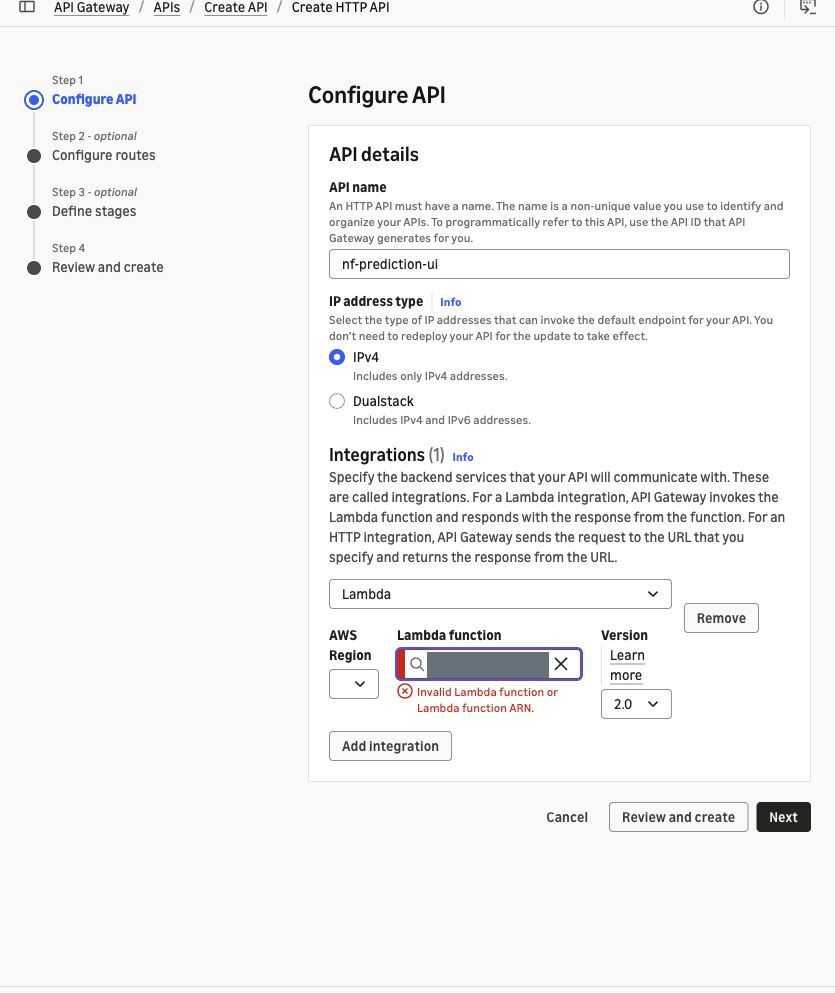 API Gateway / APIs / Create API / Create HTTP API
Step 1
Configure API
Step 2 - optional
Configure routes
Step 3 - optional
Define stages
Step 4
Review and create
Configure API
API details
API name
An HTTP API must have a name. The name is a non-unique value you use to identify and
organize your APIs. To programmatically refer to this API, use the API ID that API
Gateway generates for you.
nf-prediction-ui
IP address type Info
Select the type of IP addresses that can invoke the default endpoint for your API. You
don't need to redeploy your API for the update to take effect.
IPv4
Includes only IPv4 addresses.
Dualstack
Includes IPv4 and IPv6 addresses.
Integrations (1) Info
Specify the backend services that your API will communicate with. These
are called integrations. For a Lambda integration, API Gateway invokes the
Lambda function and responds with the response from the function. For an
HTTP integration, API Gateway sends the request to the URL that you
specify and returns the response from the URL.
Lambda
Remove
AWS
Region
Lambda function
Invalid Lambda function or
Lambda function ARN.
Version
Learn
more
2.0
Add integration
Cancel
Review and create
Next